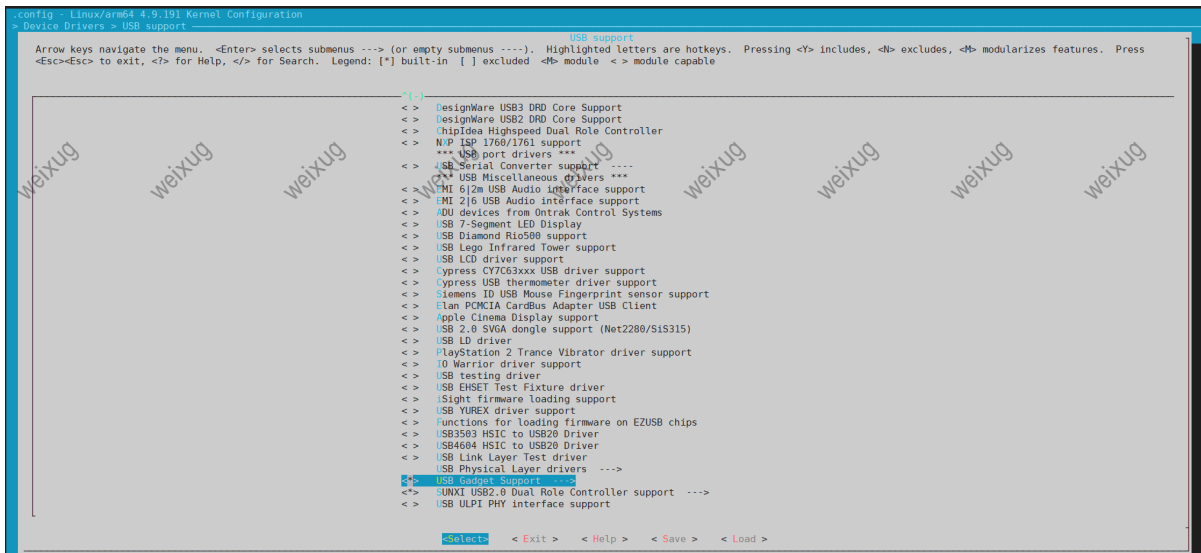 .config - Linux/arm64 4.9.191 Kernel Configuration
> Device Drivers > USB support
USB support
Arrow keys navigate the menu. <Enter> selects submenus ---> (or empty submenus ----). Highlighted letters are hotkeys. Pressing <Y> includes, <N> excludes, <M> modularizes features. Press
<Esc><Esc> to exit, <?> for Help, </> for Search. Legend: [*] built-in [ ] excluded <M> module < > module capable
^(-)
< > DesignWare USB3 DRD Core Support
< > DesignWare USB2 DRD Core Support
< > ChipIdea Highspeed Dual Role Controller
< > NXP ISP 1760/1761 support
*** USB port drivers ***
< > USB Serial Converter support ----
*** USB Miscellaneous drivers ***
< > EMI 6|2m USB Audio interface support
< > EMI 2|6 USB Audio interface support
< > ADU devices from Ontrak Control Systems
< > USB 7-Segment LED Display
< > USB Diamond Rio500 support
< > USB Lego Infrared Tower support
< > USB LCD driver support
< > Cypress CY7C63xxx USB driver support
< > Cypress USB thermometer driver support
< > Siemens ID USB Mouse Fingerprint sensor support
< > Elan PCMCIA CardBus Adapter USB Client
< > Apple Cinema Display support
< > USB 2.0 SVGA dongle support (Net2280/SiS315)
< > USB LD driver
< > PlayStation 2 Trance Vibrator driver support
< > IO Warrior driver support
< > USB testing driver
< > USB EHSET Test Fixture driver
< > iSight firmware loading support
< > USB YUREX driver support
< > Functions for loading firmware on EZUSB chips
< > USB3503 HSIC to USB20 Driver
< > USB4604 HSIC to USB20 Driver
< > USB Link Layer Test driver
USB Physical Layer drivers --->
<*> USB Gadget Support --->
<*> SUNXI USB2.0 Dual Role Controller support --->
< > USB ULPI PHY interface support
<Select> < Exit > < Help > < Save > < Load >
weixug weixug weixug weixug weixug weixug weixug weixug weixug